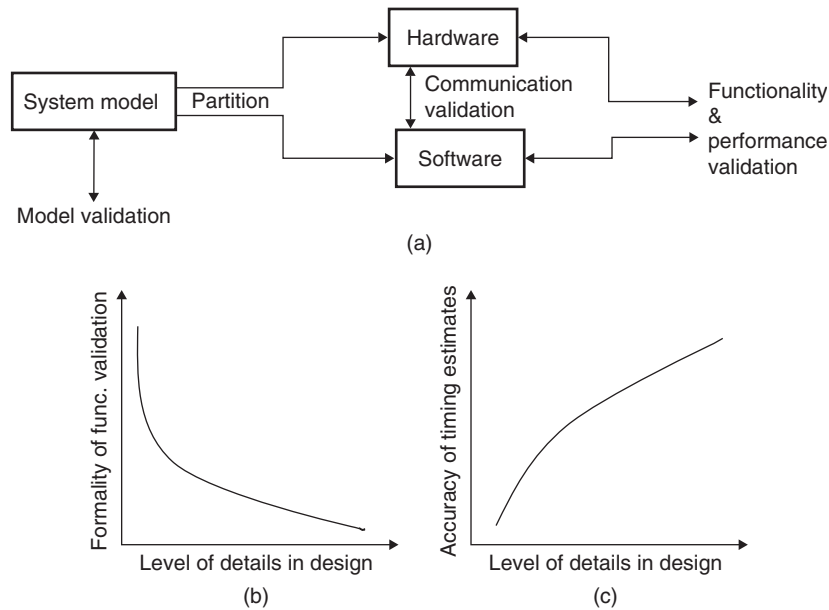 Hardware
System model
Partition
Communication
validation
Functionality
&
performance
validation
Software
Model validation
(a)
Formality of func. validation
Level of details in design
(b)
Accuracy of timing estimates
Level of details in design
(c)